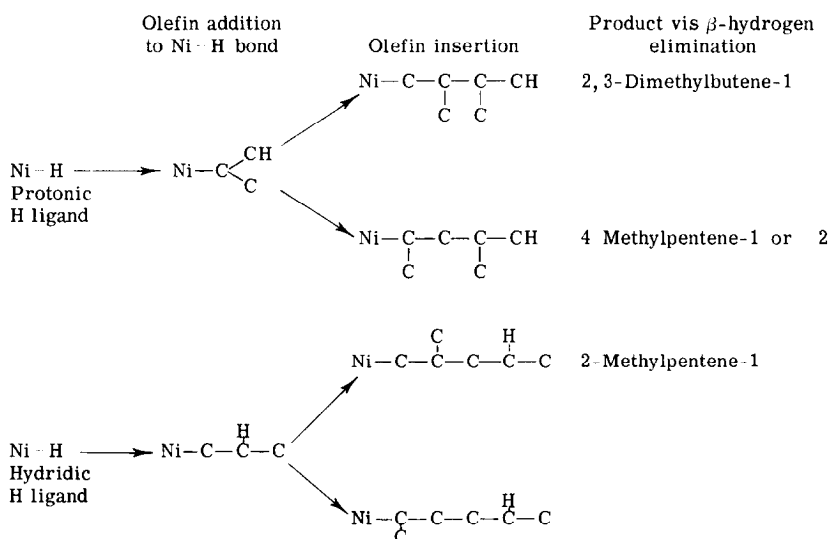 Olefin addition
to Ni-H bond
Olefin insertion
Product vis β-hydrogen
elimination
Ni-C-C-C-CH
C C
2,3-Dimethylbutene-1
Ni-H
Protonic
H ligand
Ni-C
CH
C
Ni-C-C-C-CH
C C
4 Methylpentene-1 or 2
C H
Ni-C-C-C-C-C
2-Methylpentene-1
Ni-H
Hydridic
H ligand
H
Ni-C-C-C
H
Ni-C-C-C-C-C
C